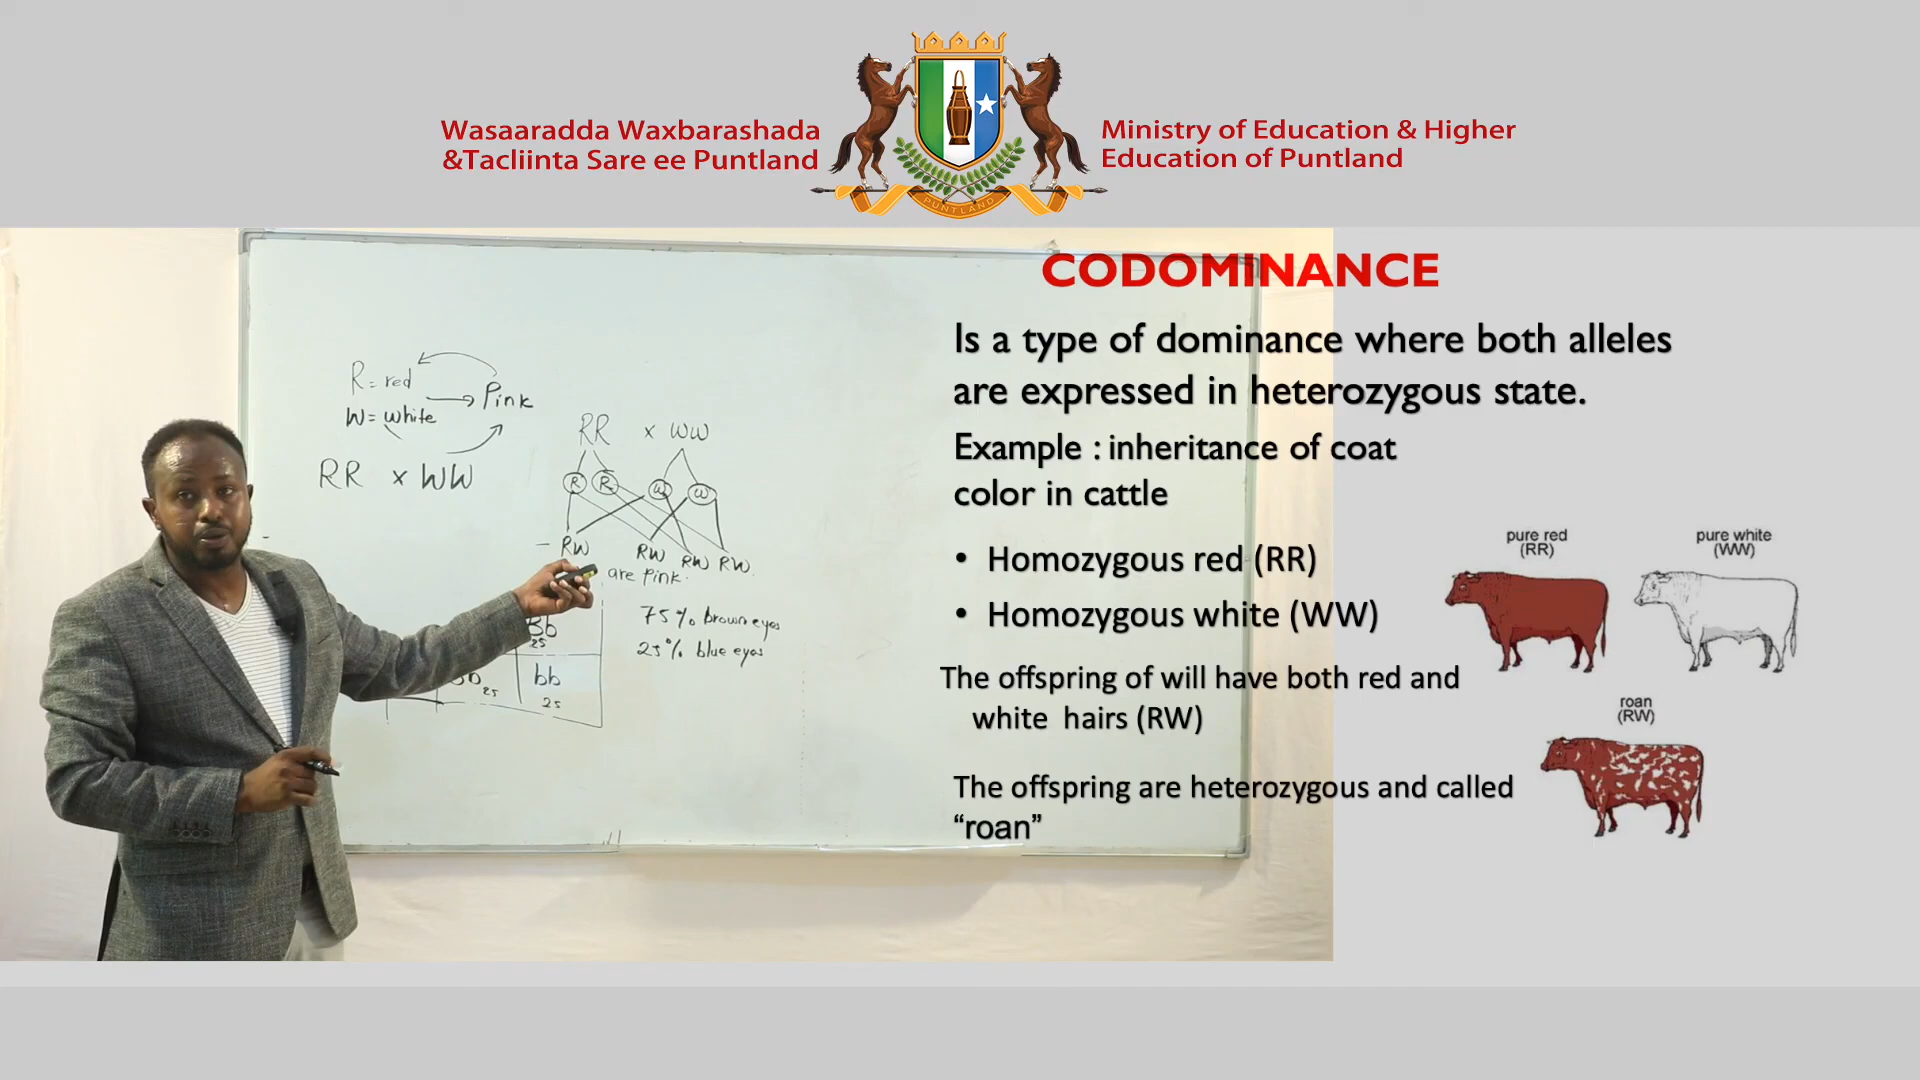 Wasaaradda Waxbarashada
&Tacliinta Sare ee Puntland
PUNTLAND
Ministry of Education & Higher
Education of Puntland
CODOMINANCE
Is a type of dominance where both alleles
are expressed in heterozygous state.
Example : inheritance of coat
color in cattle
• Homozygous red (RR)
• Homozygous white (WW)
The offspring of will have both red and
white hairs (RW)
The offspring are heterozygous and called
“roan”
pure red
(RR)
pure white
(WW)
roan
(RW)
R = red
W = white
Pink
RR x WW
RR x WW
R R W W
- RW RW RW RW
are Pink.
75% brown eyes
25% blue eyes
Bb
25
bb
25
25